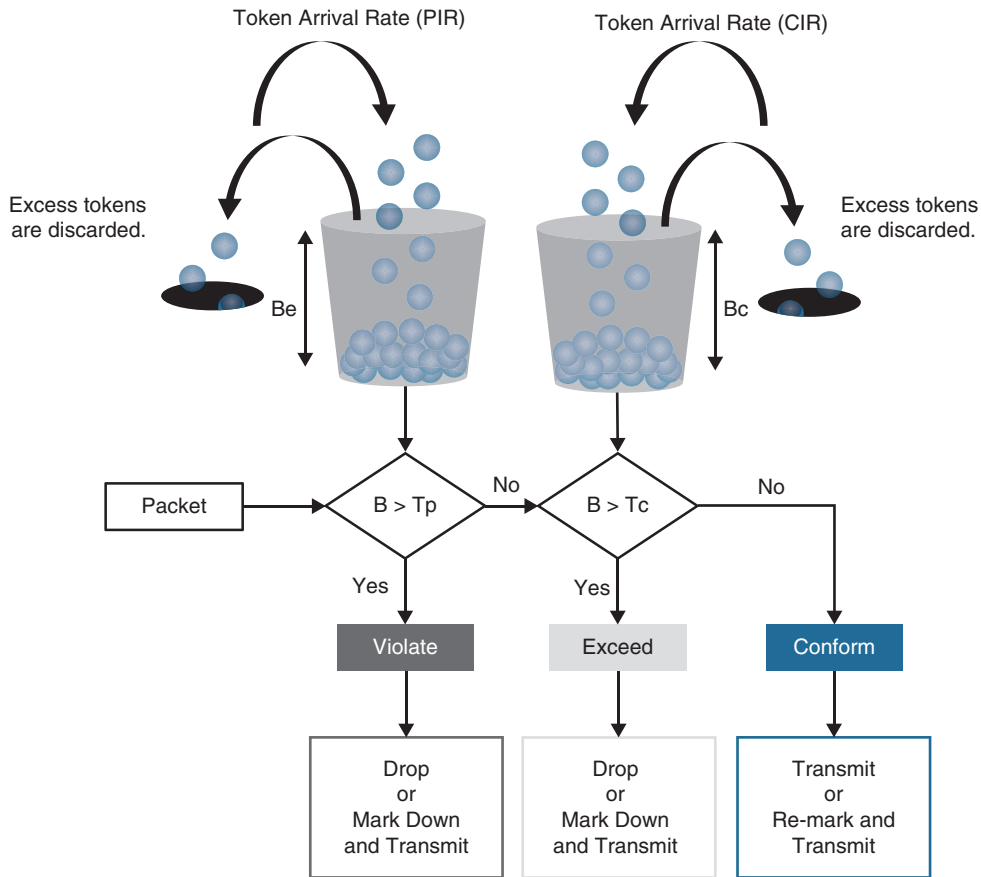 Token Arrival Rate (PIR)
Token Arrival Rate (CIR)
Excess tokens
are discarded.
Excess tokens
are discarded.
Be
Bc
Packet
B > Tp
No
B > Tc
No
Yes
Yes
Violate
Exceed
Conform
Drop
or
Mark Down
and Transmit
Drop
or
Mark Down
and Transmit
Transmit
or
Re-mark and
Transmit